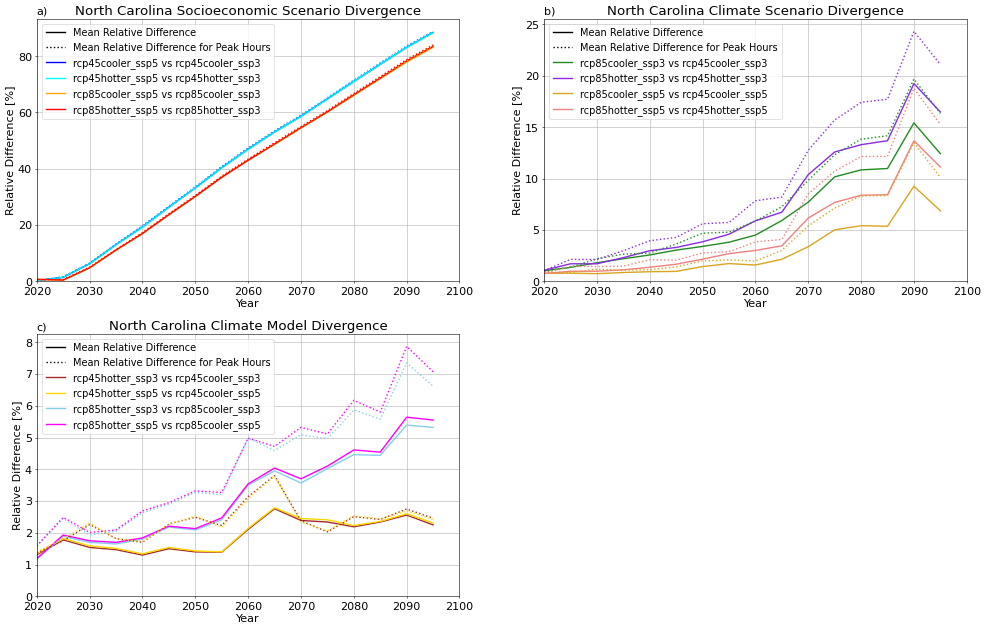 a)
North Carolina Socioeconomic Scenario Divergence
Mean Relative Difference
Mean Relative Difference for Peak Hours
rcp45cooler_ssp5 vs rcp45cooler_ssp3
rcp45hotter_ssp5 vs rcp45hotter_ssp3
rcp85cooler_ssp5 vs rcp85cooler_ssp3
rcp85hotter_ssp5 vs rcp85hotter_ssp3
Relative Difference [%]
80
60
40
20
0
2020 2030 2040 2050 2060 2070 2080 2090 2100
Year
b)
North Carolina Climate Scenario Divergence
Mean Relative Difference
Mean Relative Difference for Peak Hours
rcp85cooler_ssp3 vs rcp45cooler_ssp3
rcp85hotter_ssp3 vs rcp45hotter_ssp3
rcp85cooler_ssp5 vs rcp45cooler_ssp5
rcp85hotter_ssp5 vs rcp45hotter_ssp5
Relative Difference [%]
25
20
15
10
5
0
2020 2030 2040 2050 2060 2070 2080 2090 2100
Year
c)
North Carolina Climate Model Divergence
Mean Relative Difference
Mean Relative Difference for Peak Hours
rcp45hotter_ssp3 vs rcp45cooler_ssp3
rcp45hotter_ssp5 vs rcp45cooler_ssp5
rcp85hotter_ssp3 vs rcp85cooler_ssp3
rcp85hotter_ssp5 vs rcp85cooler_ssp5
Relative Difference [%]
8
7
6
5
4
3
2
1
0
2020 2030 2040 2050 2060 2070 2080 2090 2100
Year